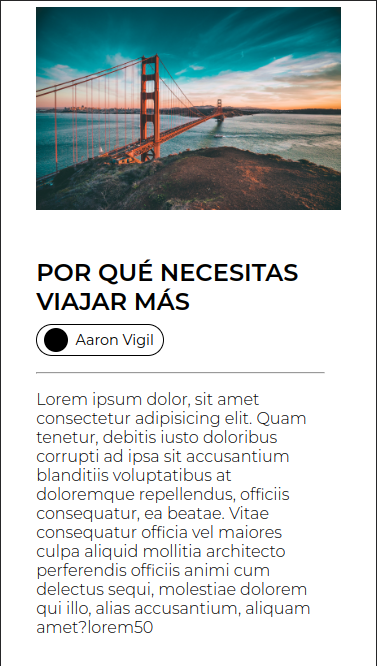 POR QUÉ NECESITAS
VIAJAR MÁS
Aaron Vigil
Lorem ipsum dolor, sit amet
consectetur adipisicing elit. Quam
tenetur, debitis iusto doloribus
corrupti ad ipsa sit accusantium
blanditiis voluptatibus at
doloremque repellendus, officiis
consequatur, ea beatae. Vitae
consequatur officia vel maiores
culpa aliquid mollitia architecto
perferendis officiis animi cum
delectus sequi, molestiae dolorem
qui illo, alias accusantium, aliquam
amet?lorem50